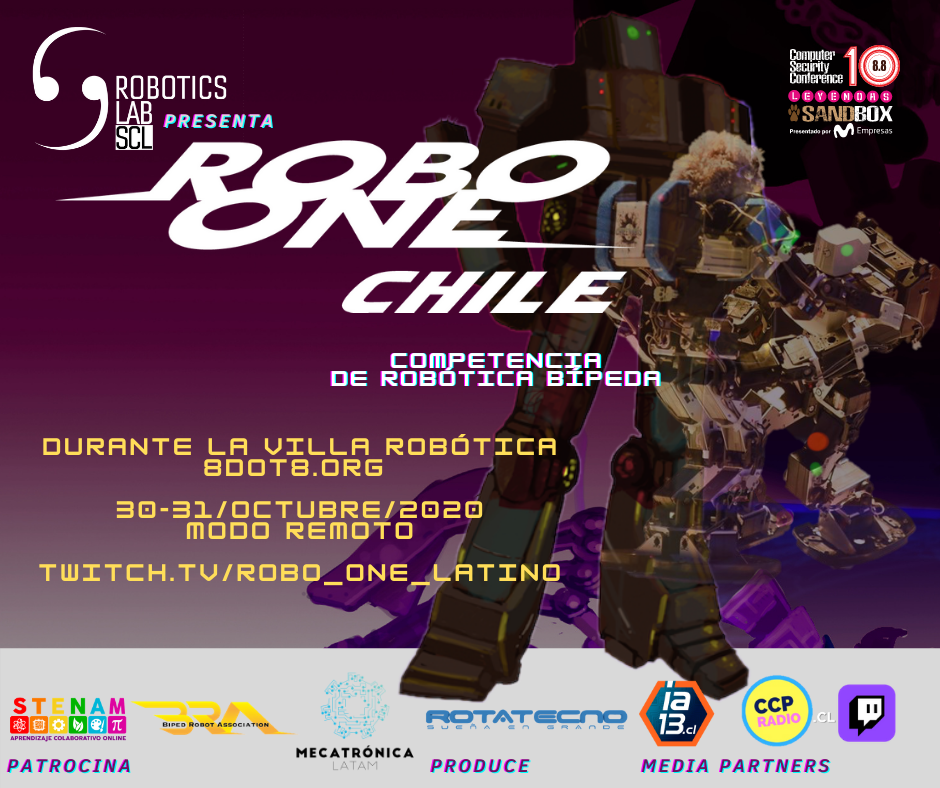 ROBOTICS
LAB
SCL
PRESENTA
Computer
Security
Conference
10
8.8
LEYENDAS
SANDBOX
Presentado por Empresas
ROBO
ONE
CHILE
COMPETENCIA
DE ROBÓTICA BÍPEDA
DURANTE LA VILLA ROBÓTICA
8DOT8.ORG
30-31/OCTUBRE/2020
MODO REMOTO
TWITCH.TV/ROBO_ONE_LATINO
STENAM
APRENDIZAJE COLABORATIVO ONLINE
BRA
BIPED ROBOT ASSOCIATION
MECATRÓNICA
LATAM
ROTATECNO
SUEÑA EN GRANDE
ia
13.cl
CCP
RADIO
.CL
PATROCINA
PRODUCE
MEDIA PARTNERS